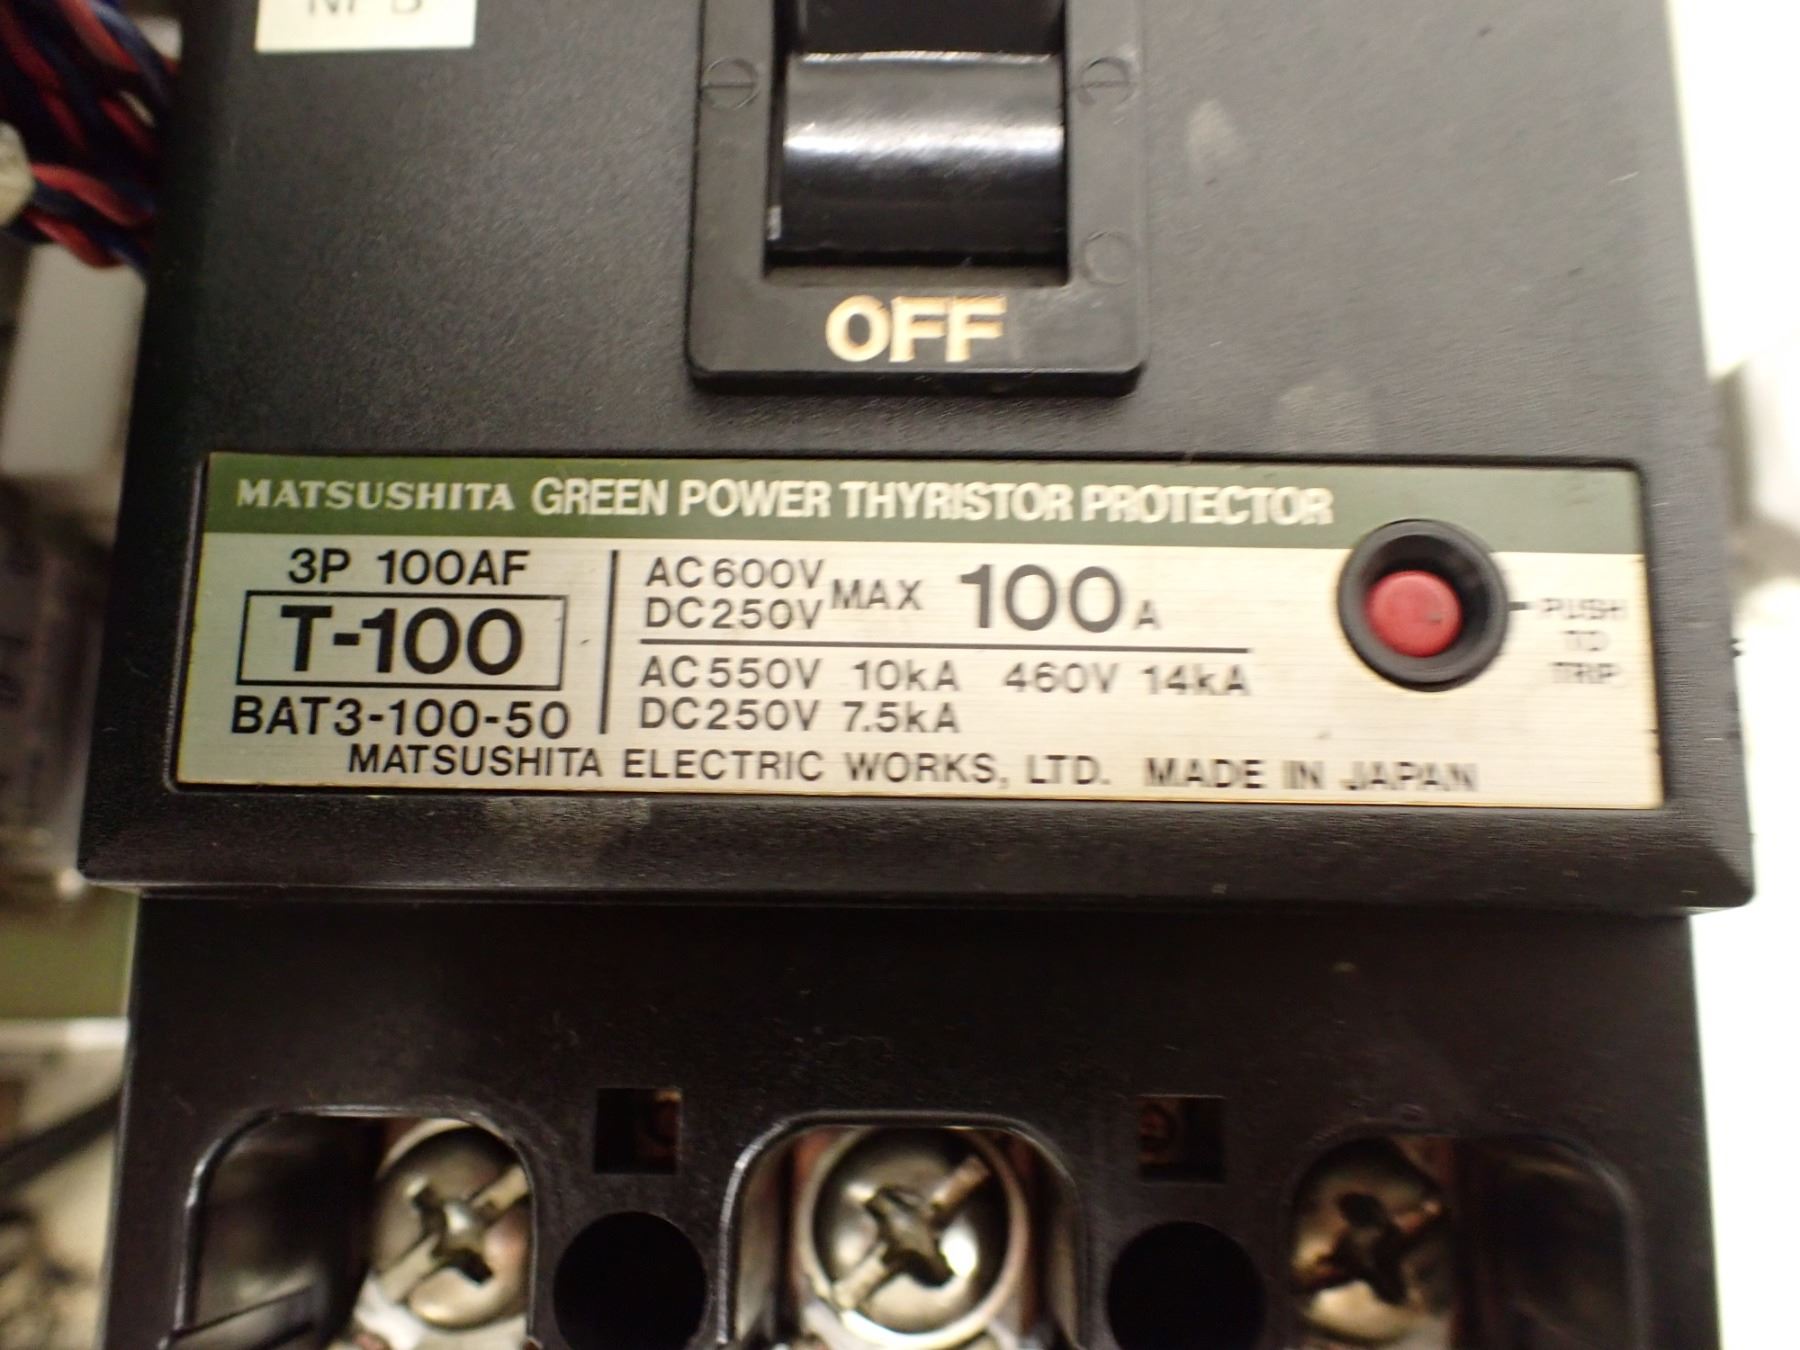 OFF
MATSUSHITA GREEN POWER THYRISTOR PROTECTOR
3P 100AF
T-100
BAT3-100-50
AC600V
DC250V
MAX 100A
AC550V 10kA 460V 14kA
DC250V 7.5kA
PUSH
TO
TRIP
MATSUSHITA ELECTRIC WORKS, LTD. MADE IN JAPAN